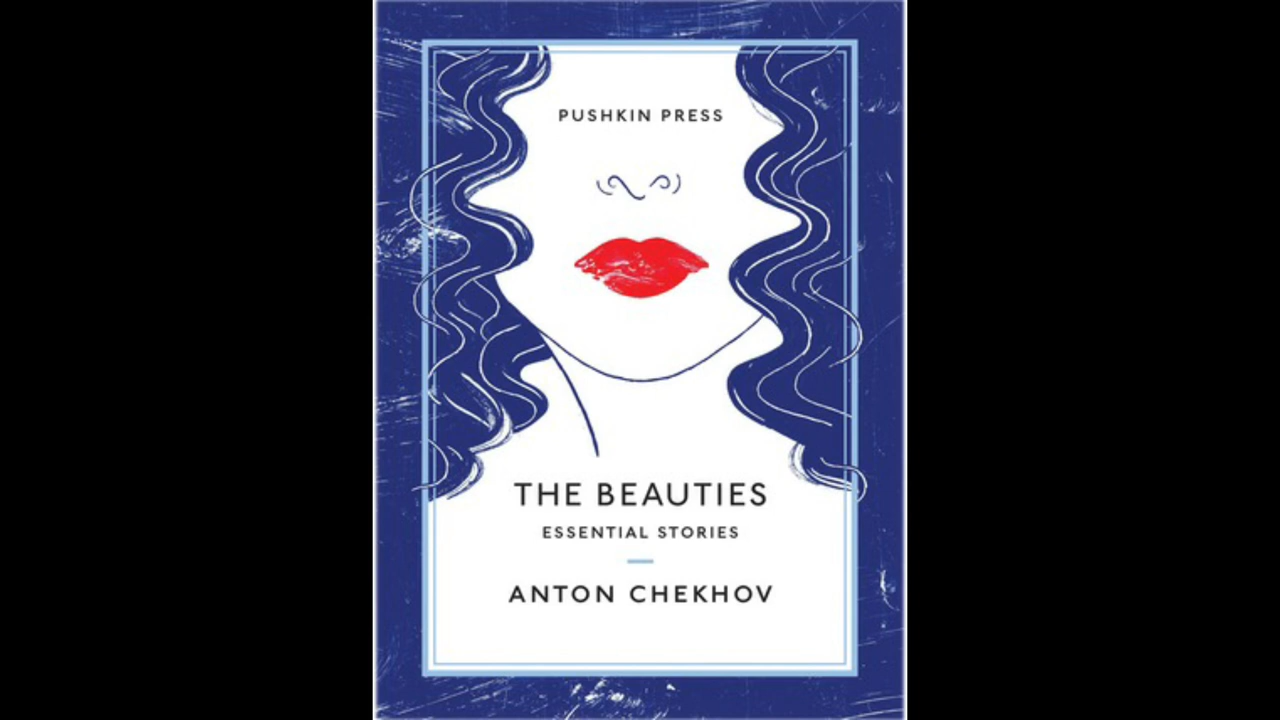 PUSHKIN PRESS
THE BEAUTIES
ESSENTIAL STORIES
ANTON CHEKHOV